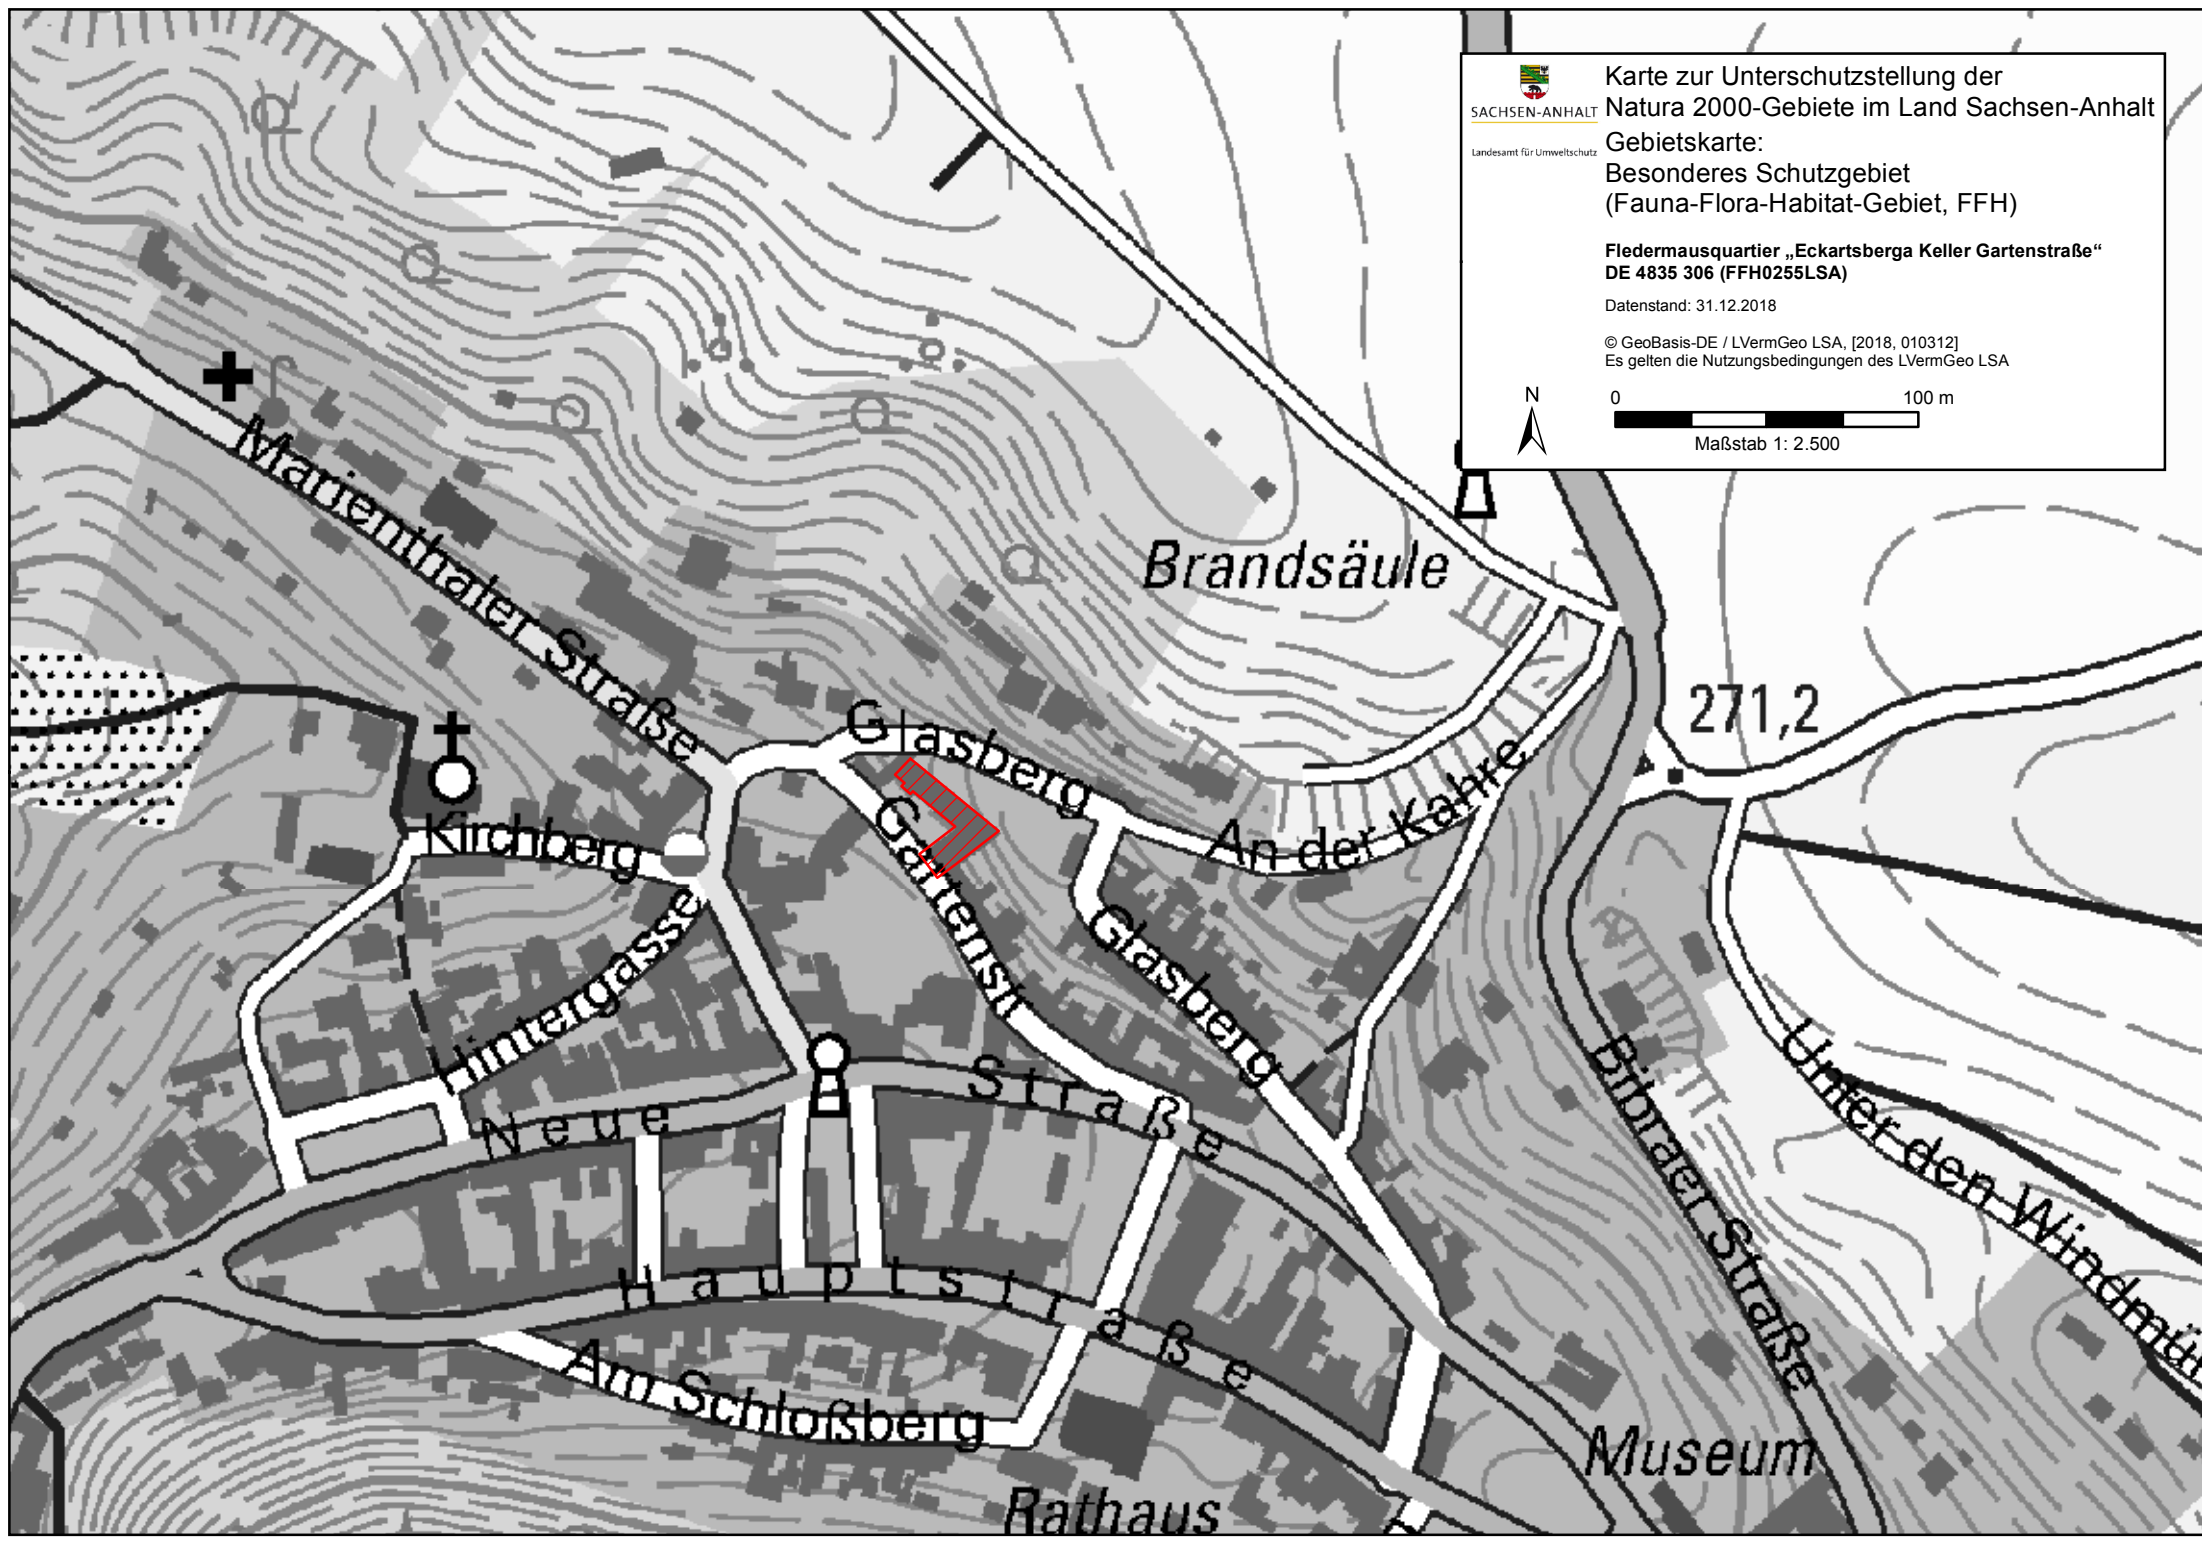 SACHSEN-ANHALT
Landesamt für Umweltschutz
Karte zur Unterschutzstellung der
Natura 2000-Gebiete im Land Sachsen-Anhalt
Gebietskarte:
Besonderes Schutzgebiet
(Fauna-Flora-Habitat-Gebiet, FFH)
Fledermausquartier „Eckartsberga Keller Gartenstraße“
DE 4835 306 (FFH0255LSA)
Datenstand: 31.12.2018
© GeoBasis-DE / LVermGeo LSA, [2018, 010312]
Es gelten die Nutzungsbedingungen des LVermGeo LSA
N
0 100 m
Maßstab 1: 2.500
Marienthaler Straße
Brandsäule
271,2
Glasberg
An der Kahre
Gartenstr
Kirchberg
Glasberg
Hintergasse
Neue Straße
Bibraer Straße
Unter den Windmü
Hauptstraße
Am Schloßberg
Museum
Rathaus